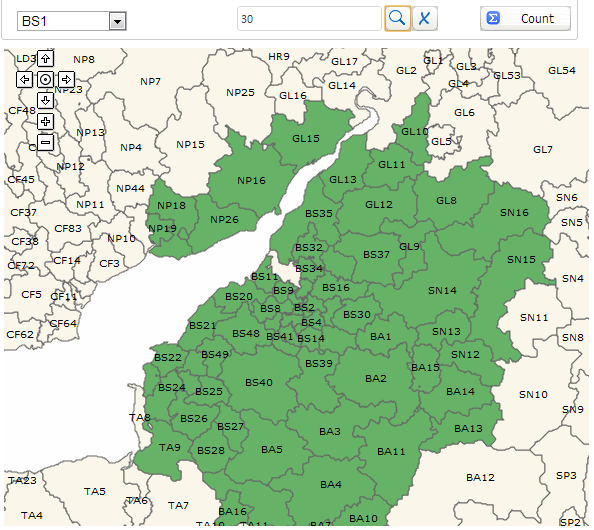 BS1 30 Count
LD3 NP8 HR9 GL17 GL2 GL1 GL3
NP7 GL14 GL4 GL53 GL54
NP23 NP25 GL16
CF48 GL6
NP13 GL15 GL10
NP4 NP15 GL5 GL7
NP12 GL11
CF45 NP44 NP16 GL13
NP18 GL12 GL8 SN6
CF37 NP11 NP26 BS35 SN16 SN5
CF83 NP19
CF38 NP10 BS32 BS37 GL9
CF72 CF14 CF3 BS34 SN15
BS11 SN4
CF5 CF11 BS20 BS9 BS16 SN14
BS8 BS2 BS30 SN11
CF64 BS21 BS4
CF62 BS48 BS41 BS14 BA1 SN13 SN8
BS22 BS49 SN12
BS39 BA15
BS24 BS25 BS40 BA2 BA14 SN10
TA8 BS26 SN9
BS27 BA3 BA13
TA9 BS28 BA5 BA11
TA23 BA4 BA12 SP3
TA5 TA6 TA7
TA4 BA16 BA10 SP2
TA10 TA11 BA7